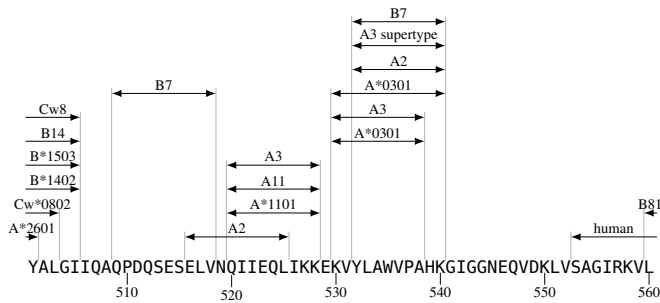 B7
A3 supertype
A2
B7 A*0301
Cw8 A3
B14 A*0301
B*1503 A3
B*1402 A11
Cw*0802 A*1101 B81
A*2601 A2 human
YALGIIQAQPDQSESELVNQIIEQLIKKEKVYLAWVPAHKGIGGNEQVDKLVSAGIRKVL
510 520 530 540 550 560